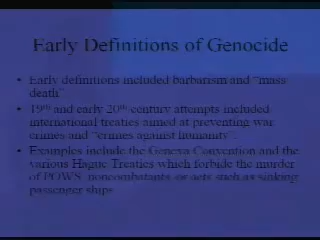 Early Definitions of Genocide
• Early definitions included barbarism and "mass
death"
• 19th and early 20th century attempts included
international treaties aimed at preventing war
crimes and "crimes against humanity".
• Examples include the Geneva Convention and the
various Hague Treaties which forbide the murder
of POWS, noncombatants or acts such as sinking
passenger ships